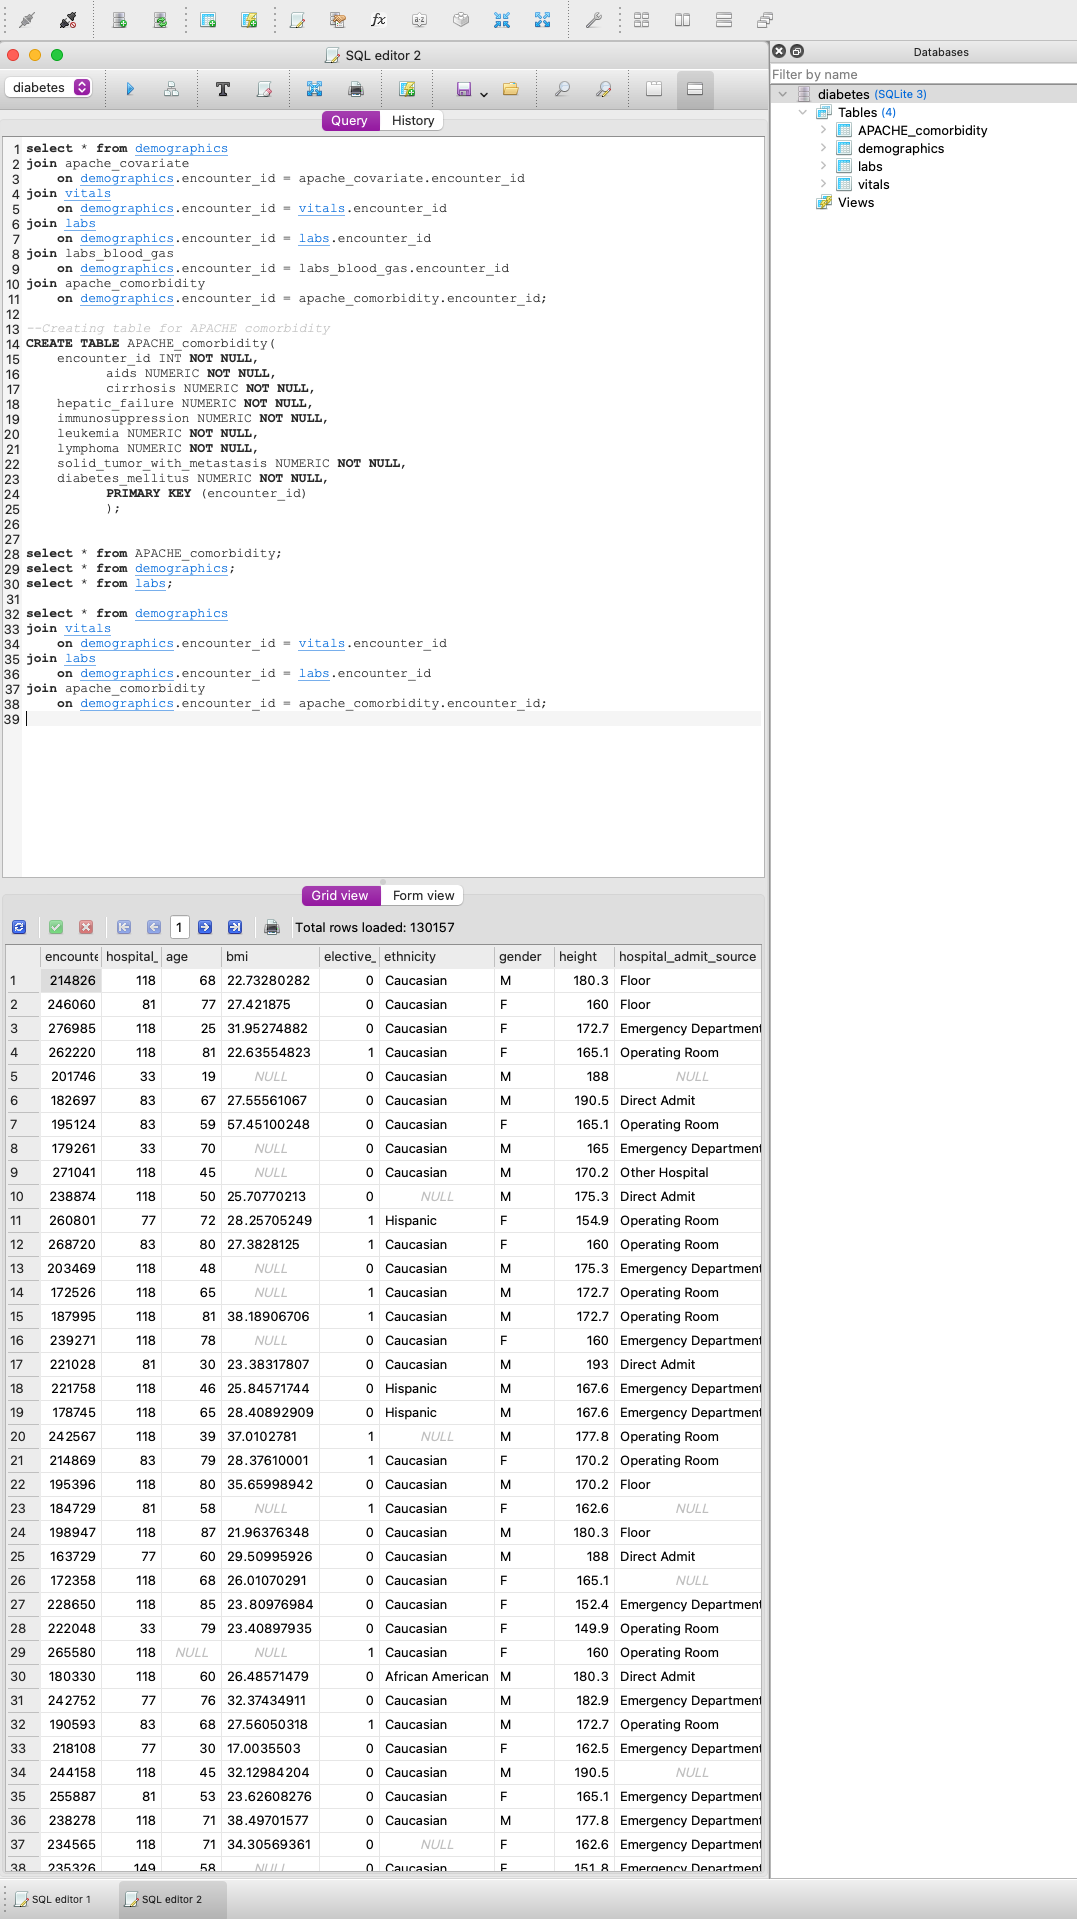 SQL editor 2
Databases
diabetes
Filter by name
diabetes (SQLite 3)
Tables (4)
APACHE_comorbidity
demographics
labs
vitals
Views
Query History
1 select * from demographics
2 join apache_covariate
3 on demographics.encounter_id = apache_covariate.encounter_id
4 join vitals
5 on demographics.encounter_id = vitals.encounter_id
6 join labs
7 on demographics.encounter_id = labs.encounter_id
8 join labs_blood_gas
9 on demographics.encounter_id = labs_blood_gas.encounter_id
10 join apache_comorbidity
11 on demographics.encounter_id = apache_comorbidity.encounter_id;
12
13 --Creating table for APACHE comorbidity
14 CREATE TABLE APACHE_comorbidity(
15 encounter_id INT NOT NULL,
16 aids NUMERIC NOT NULL,
17 cirrhosis NUMERIC NOT NULL,
18 hepatic_failure NUMERIC NOT NULL,
19 immunosuppression NUMERIC NOT NULL,
20 leukemia NUMERIC NOT NULL,
21 lymphoma NUMERIC NOT NULL,
22 solid_tumor_with_metastasis NUMERIC NOT NULL,
23 diabetes_mellitus NUMERIC NOT NULL,
24 PRIMARY KEY (encounter_id)
25 );
26
27
28 select * from APACHE_comorbidity;
29 select * from demographics;
30 select * from labs;
31
32 select * from demographics
33 join vitals
34 on demographics.encounter_id = vitals.encounter_id
35 join labs
36 on demographics.encounter_id = labs.encounter_id
37 join apache_comorbidity
38 on demographics.encounter_id = apache_comorbidity.encounter_id;
39
Grid view Form view
1 Total rows loaded: 130157
encounte hospital_ age bmi elective_ ethnicity gender height hospital_admit_source
1 214826 118 68 22.73280282 0 Caucasian M 180.3 Floor
2 246060 81 77 27.421875 0 Caucasian F 160 Floor
3 276985 118 25 31.95274882 0 Caucasian F 172.7 Emergency Department
4 262220 118 81 22.63554823 1 Caucasian F 165.1 Operating Room
5 201746 33 19 NULL 0 Caucasian M 188 NULL
6 182697 83 67 27.55561067 0 Caucasian M 190.5 Direct Admit
7 195124 83 59 57.45100248 0 Caucasian F 165.1 Operating Room
8 179261 33 70 NULL 0 Caucasian M 165 Emergency Department
9 271041 118 45 NULL 0 Caucasian M 170.2 Other Hospital
10 238874 118 50 25.70770213 0 NULL M 175.3 Direct Admit
11 260801 77 72 28.25705249 1 Hispanic F 154.9 Operating Room
12 268720 83 80 27.3828125 1 Caucasian F 160 Operating Room
13 203469 118 48 NULL 0 Caucasian M 175.3 Emergency Department
14 172526 118 65 NULL 1 Caucasian M 172.7 Operating Room
15 187995 118 81 38.18906706 1 Caucasian M 172.7 Operating Room
16 239271 118 78 NULL 0 Caucasian F 160 Emergency Department
17 221028 81 30 23.38317807 0 Caucasian M 193 Direct Admit
18 221758 118 46 25.84571744 0 Hispanic M 167.6 Emergency Department
19 178745 118 65 28.40892909 0 Hispanic M 167.6 Emergency Department
20 242567 118 39 37.0102781 1 NULL M 177.8 Operating Room
21 214869 83 79 28.37610001 1 Caucasian F 170.2 Operating Room
22 195396 118 80 35.65998942 0 Caucasian M 170.2 Floor
23 184729 81 58 NULL 1 Caucasian F 162.6 NULL
24 198947 118 87 21.96376348 0 Caucasian M 180.3 Floor
25 163729 77 60 29.50995926 0 Caucasian M 188 Direct Admit
26 172358 118 68 26.01070291 0 Caucasian F 165.1 NULL
27 228650 118 85 23.80976984 0 Caucasian F 152.4 Emergency Department
28 222048 33 79 23.40897935 0 Caucasian F 149.9 Operating Room
29 265580 118 NULL NULL 1 Caucasian F 160 Operating Room
30 180330 118 60 26.48571479 0 African American M 180.3 Direct Admit
31 242752 77 76 32.37434911 0 Caucasian M 182.9 Emergency Department
32 190593 83 68 27.56050318 1 Caucasian M 172.7 Operating Room
33 218108 77 30 17.0035503 0 Caucasian F 162.5 Emergency Department
34 244158 118 45 32.12984204 0 Caucasian M 190.5 NULL
35 255887 81 53 23.62608276 0 Caucasian F 165.1 Emergency Department
36 238278 118 71 38.49701577 0 Caucasian M 177.8 Emergency Department
37 234565 118 71 34.30569361 0 NULL F 162.6 Emergency Department
38 235326 149 58 NULL 0 Caucasian F 151.8 Emergency Department
SQL editor 1 SQL editor 2